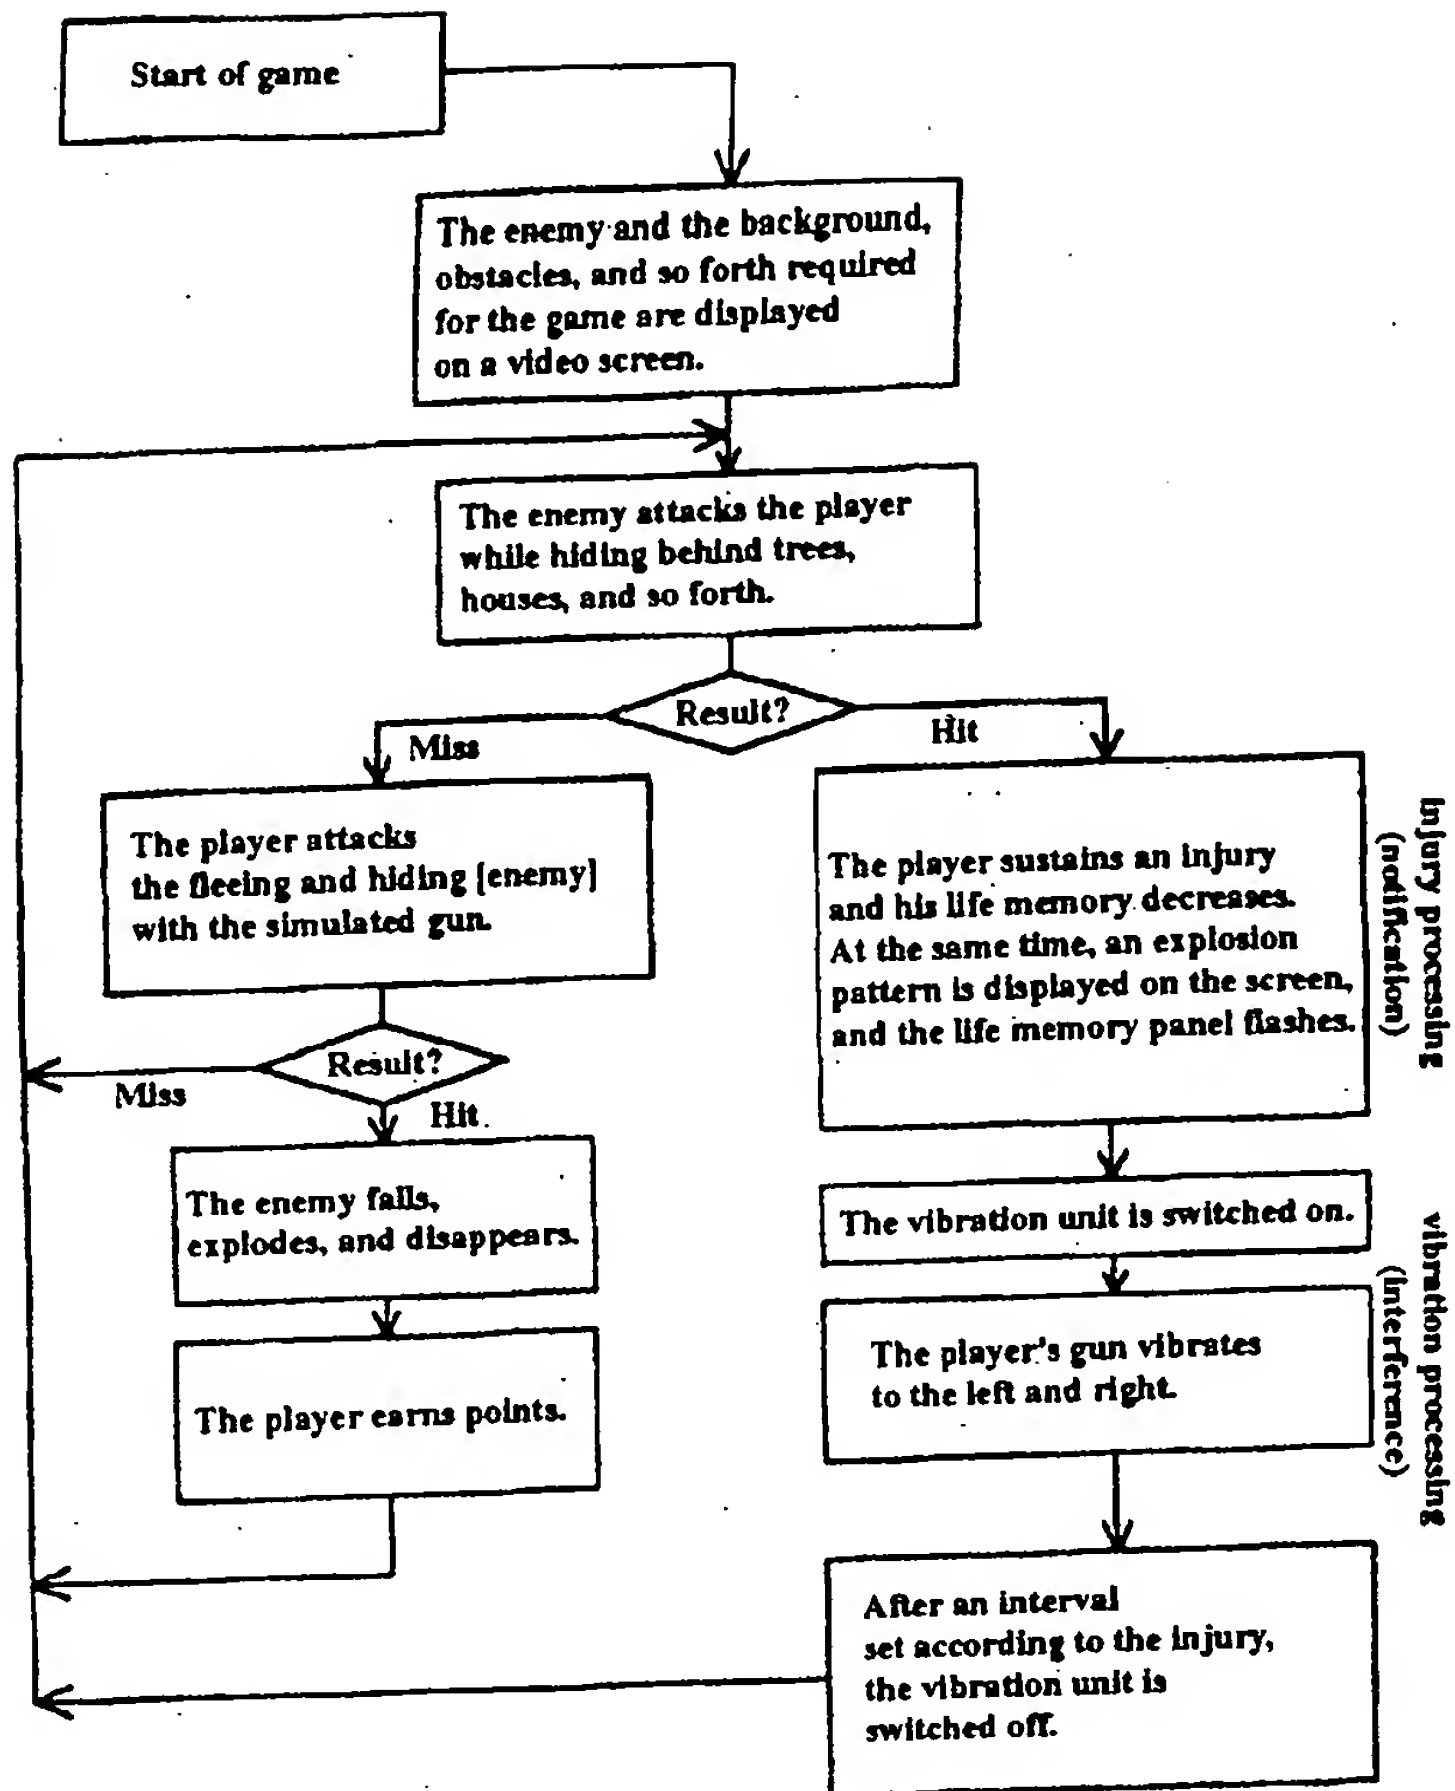 Start of game
The enemy and the background,
obstacles, and so forth required
for the game are displayed
on a video screen.
The enemy attacks the player
while hiding behind trees,
houses, and so forth.
Result?
Miss
Hit
The player attacks
the fleeing and hiding [enemy]
with the simulated gun.
Result?
Miss
Hit
The enemy falls,
explodes, and disappears.
The player earns points.
The player sustains an injury
and his life memory decreases.
At the same time, an explosion
pattern is displayed on the screen,
and the life memory panel flashes.
Injury processing
(notification)
The vibration unit is switched on.
The player's gun vibrates
to the left and right.
vibration processing
(interference)
After an interval
set according to the injury,
the vibration unit is
switched off.